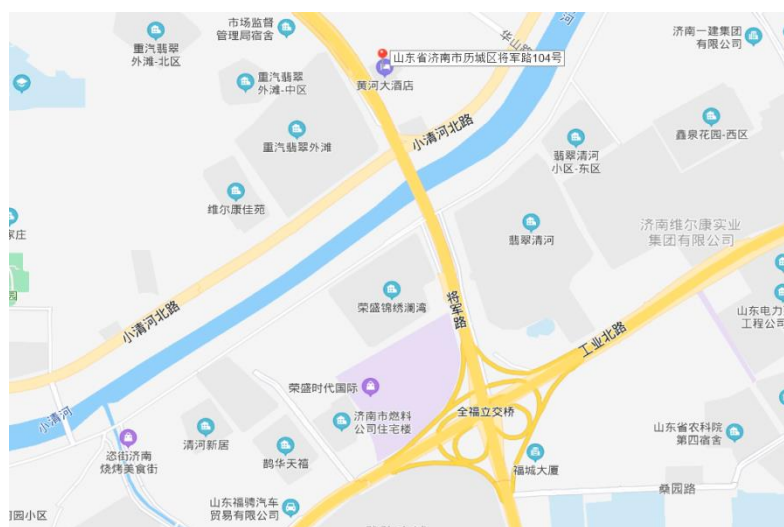 市场监督
管理局宿舍
重汽翡翠
外滩-北区
华山路
河
济南一建集团
有限公司
山东省济南市历城区将军路104号
黄河大酒店
重汽翡翠
外滩-中区
重汽翡翠外滩
小清河北路
翡翠清河
小区-东区
鑫泉花园-西区
维尔康佳苑
家庄
园
翡翠清河
济南维尔康实业
集团有限公司
荣盛锦绣澜湾
将军路
小清河北路
工业北路
山东电力
工程公司
荣盛时代国际
小清河
济南市燃料
公司住宅楼
全福立交桥
清河新居
恣街济南
烧烤美食街
鹊华天福
福城大厦
山东省农科院
第四宿舍
桑园路
山东福骋汽车
贸易有限公司
园小区